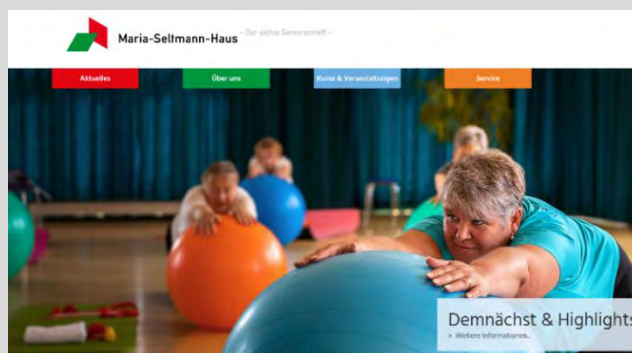 Maria-Seltmann-Haus – Der aktive Seniorentreff –
Aktuelles
Über uns
Kurse & Veranstaltungen
Service
Demnächst & Highlights
> Weitere Informationen...